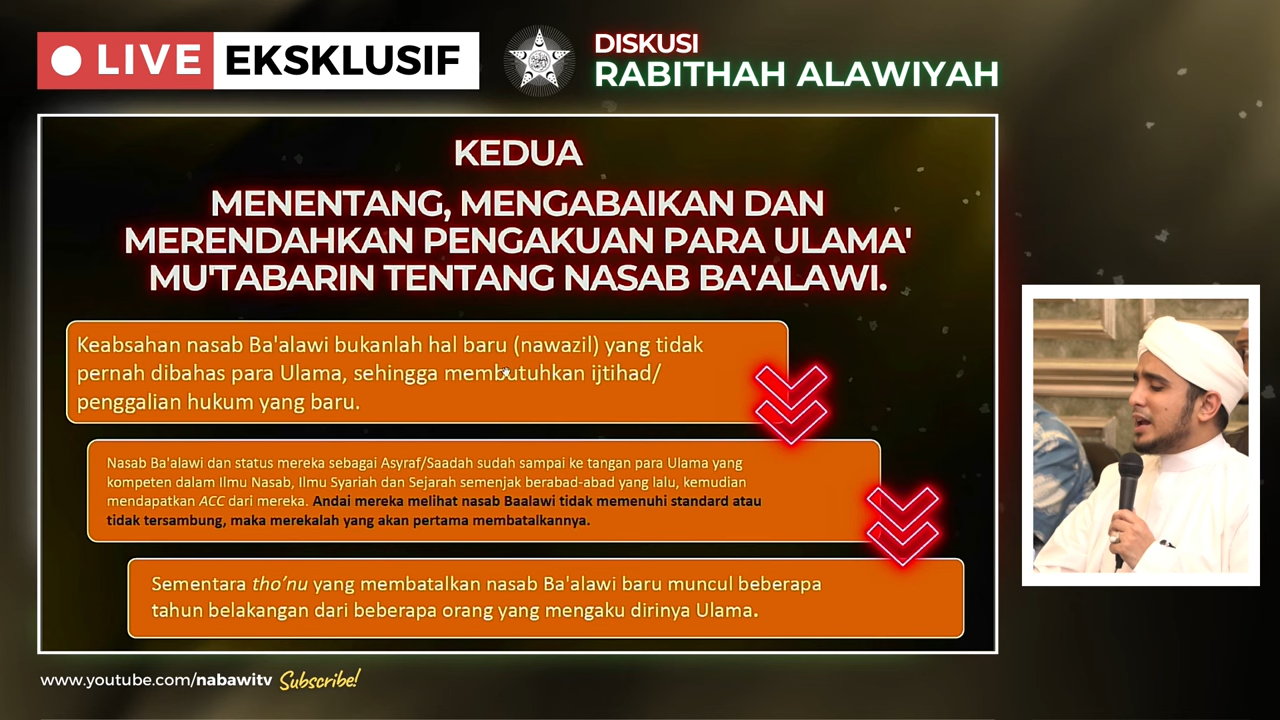 LIVE EKSKLUSIF
DISKUSI
RABITHAH ALAWIYAH
KEDUA
MENENTANG, MENGABAIKAN DAN
MERENDAHKAN PENGAKUAN PARA ULAMA'
MU'TABARIN TENTANG NASAB BA'ALAWI.
Keabsahan nasab Ba'alawi bukanlah hal baru (nawazil) yang tidak
pernah dibahas para Ulama, sehingga membutuhkan ijtihad/
penggalian hukum yang baru.
Nasab Ba'alawi dan status mereka sebagai Asyraf/Saadah sudah sampai ke tangan para Ulama yang
kompeten dalam Ilmu Nasab, Ilmu Syariah dan Sejarah semenjak berabad-abad yang lalu, kemudian
mendapatkan ACC dari mereka. Andai mereka melihat nasab Baalawi tidak memenuhi standard atau
tidak tersambung, maka merekalah yang akan pertama membatalkannya.
Sementara tho’nu yang membatalkan nasab Ba'alawi baru muncul beberapa
tahun belakangan dari beberapa orang yang mengaku dirinya Ulama.
www.youtube.com/nabawitv Subscribe!